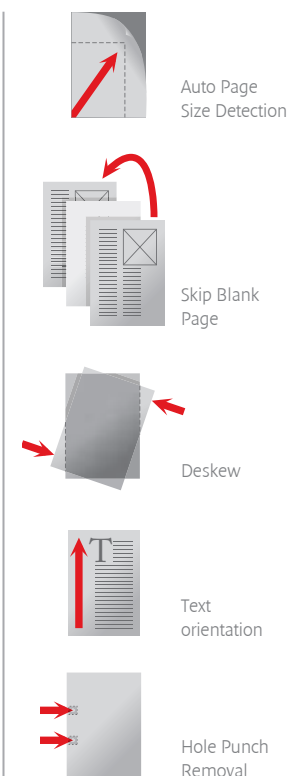 Auto Page
Size Detection
Skip Blank
Page
Deskew
T
Text
orientation
Hole Punch
Removal